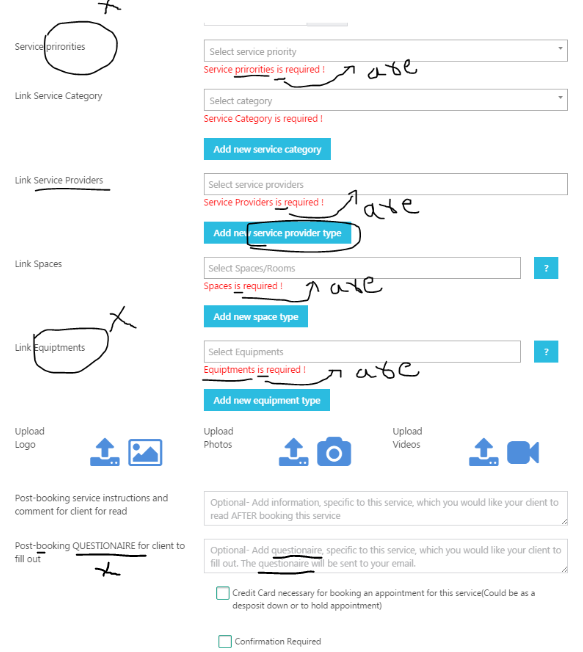 Service prirorities
Select service priority
Service prirorities is required !
are
Link Service Category
Select category
Service Category is required !
Add new service category
Link Service Providers
Select service providers
Service Providers is required !
are
Add new service provider type
Link Spaces
Select Spaces/Rooms
?
Spaces is required !
are
Add new space type
Link Equiptments
Select Equipments
?
Equiptments is required !
are
Add new equipment type
Upload
Logo
Upload
Photos
Upload
Videos
Post-booking service instructions and
comment for client for read
Optional- Add information, specific to this service, which you would like your client to
read AFTER booking this service
Post-booking QUESTIONAIRE for client to
fill out
Optional- Add questionaire, specific to this service, which you would like your client to
fill out. The questionaire will be sent to your email.
Credit Card necessary for booking an appointment for this service(Could be as a
desposit down or to hold appointment)
Confirmation Required